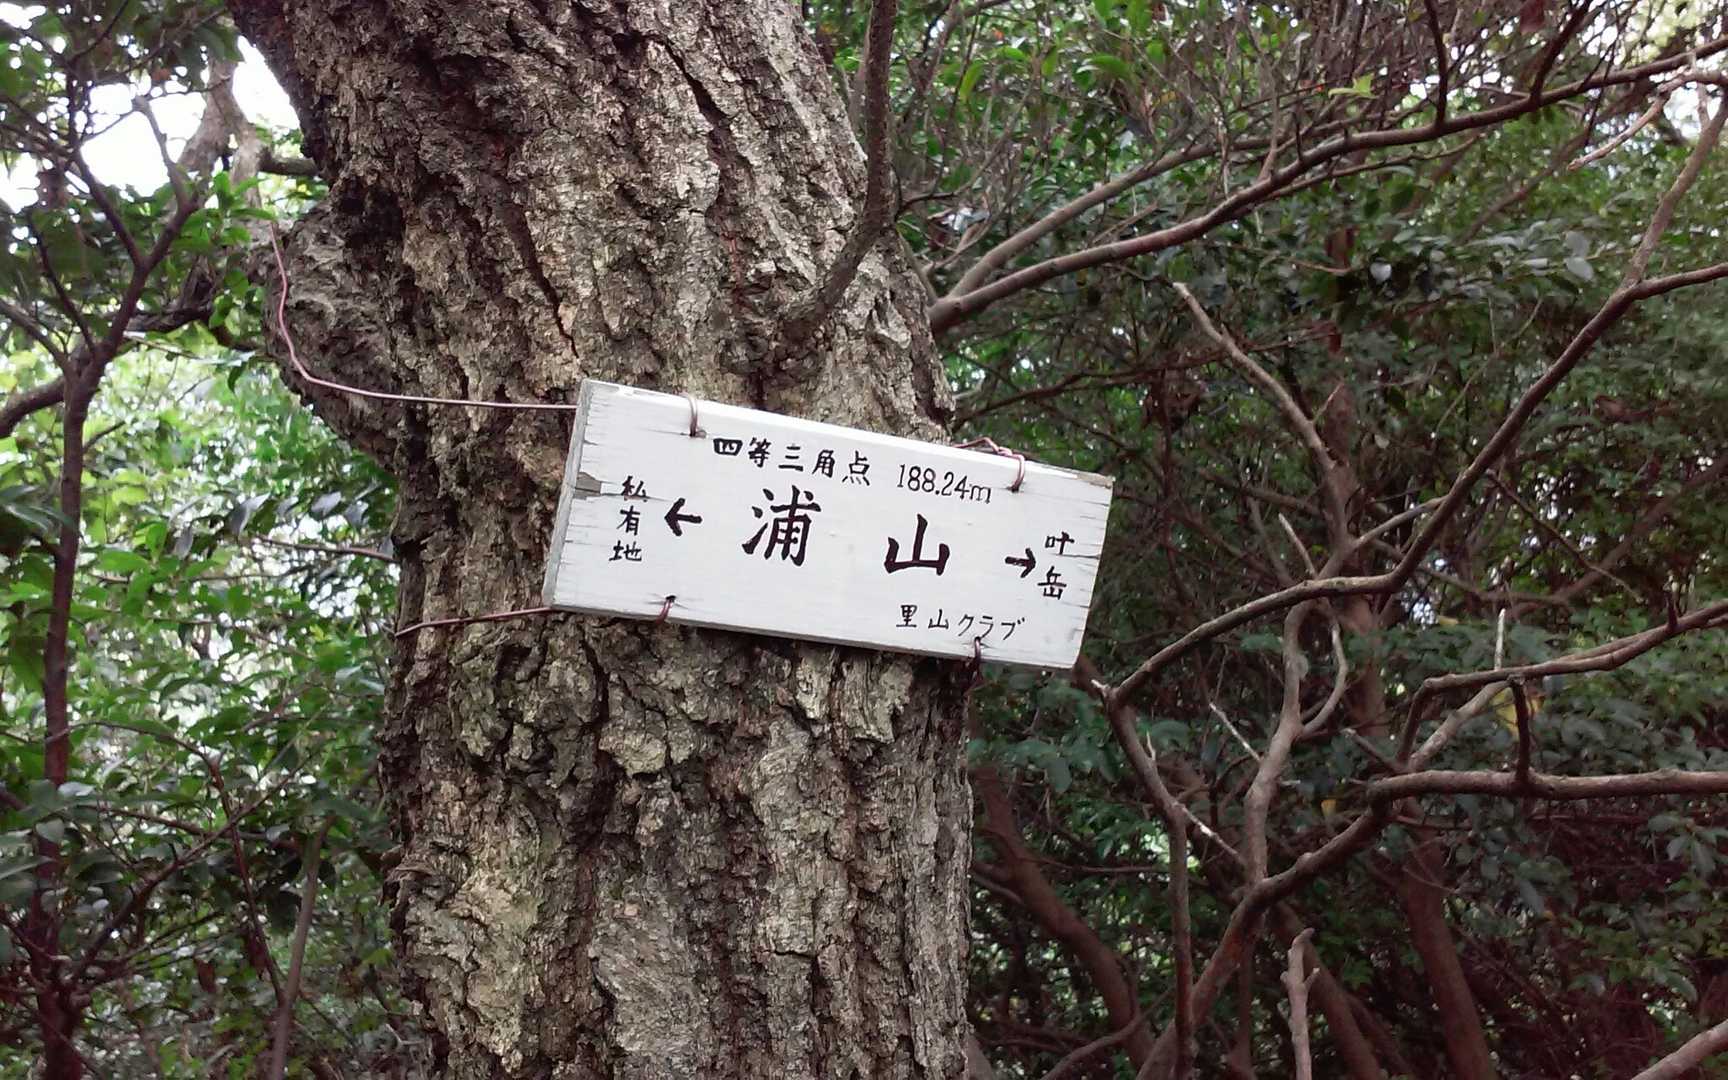 四等三角点 188.24m
私有地 ← 浦山 → 叶岳
里山クラブ